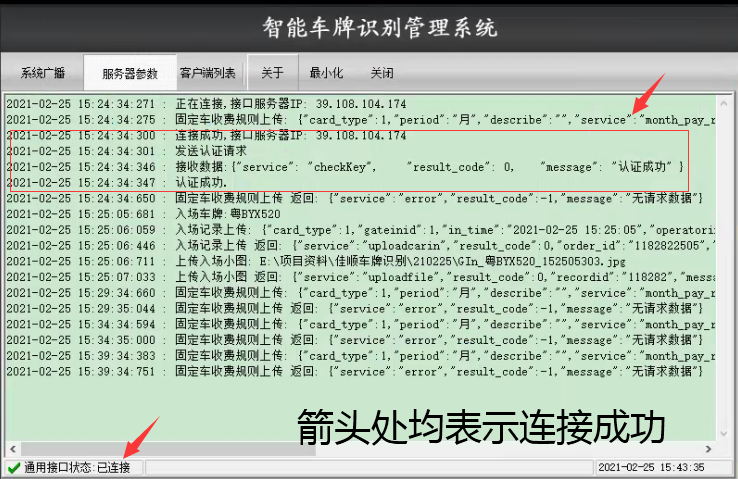 智能车牌识别管理系统
系统广播 服务器参数 客户端列表 关于 最小化 关闭
2021-02-25 15:24:34:271 : 正在连接,接口服务器IP: 39.108.104.174
2021-02-25 15:24:34:275 : 固定车收费规则上传: {"card_type":1,"period":"月","describe":"","service":"month_pay_r
2021-02-25 15:24:34:300 : 连接成功,接口服务器IP: 39.108.104.174
2021-02-25 15:24:34:301 : 发送认证请求
2021-02-25 15:24:34:346 : 接收数据:{"service": "checkKey", "result_code": 0, "message": "认证成功" }
2021-02-25 15:24:34:347 : 认证成功.
2021-02-25 15:24:34:650 : 固定车收费规则上传 返回: {"service":"error","result_code":-1,"message":"无请求数据"}
2021-02-25 15:25:05:681 : 入场车牌:粤BYX520
2021-02-25 15:25:06:059 : 入场记录上传: {"card_type":1,"gateinid":1,"in_time":"2021-02-25 15:25:05","operatori
2021-02-25 15:25:06:446 : 入场记录上传 返回: {"service":"uploadcarin","result_code":0,"order_id":"1182822505","
2021-02-25 15:25:06:711 : 上传入场小图: E:\项目资料\佳顺车牌识别\210225\GIn_粤BYX520_152505303.jpg
2021-02-25 15:25:07:033 : 上传入场小图 返回: {"service":"uploadfile","result_code":0,"recordid":"118282","messa
2021-02-25 15:29:34:660 : 固定车收费规则上传: {"card_type":1,"period":"月","describe":"","service":"month_pay_r
2021-02-25 15:29:35:044 : 固定车收费规则上传 返回: {"service":"error","result_code":-1,"message":"无请求数据"}
2021-02-25 15:34:34:594 : 固定车收费规则上传: {"card_type":1,"period":"月","describe":"","service":"month_pay_r
2021-02-25 15:34:35:000 : 固定车收费规则上传 返回: {"service":"error","result_code":-1,"message":"无请求数据"}
2021-02-25 15:39:34:383 : 固定车收费规则上传: {"card_type":1,"period":"月","describe":"","service":"month_pay_r
2021-02-25 15:39:34:751 : 固定车收费规则上传 返回: {"service":"error","result_code":-1,"message":"无请求数据"}
箭头处均表示连接成功
通用接口状态:已连接 2021-02-25 15:43:35